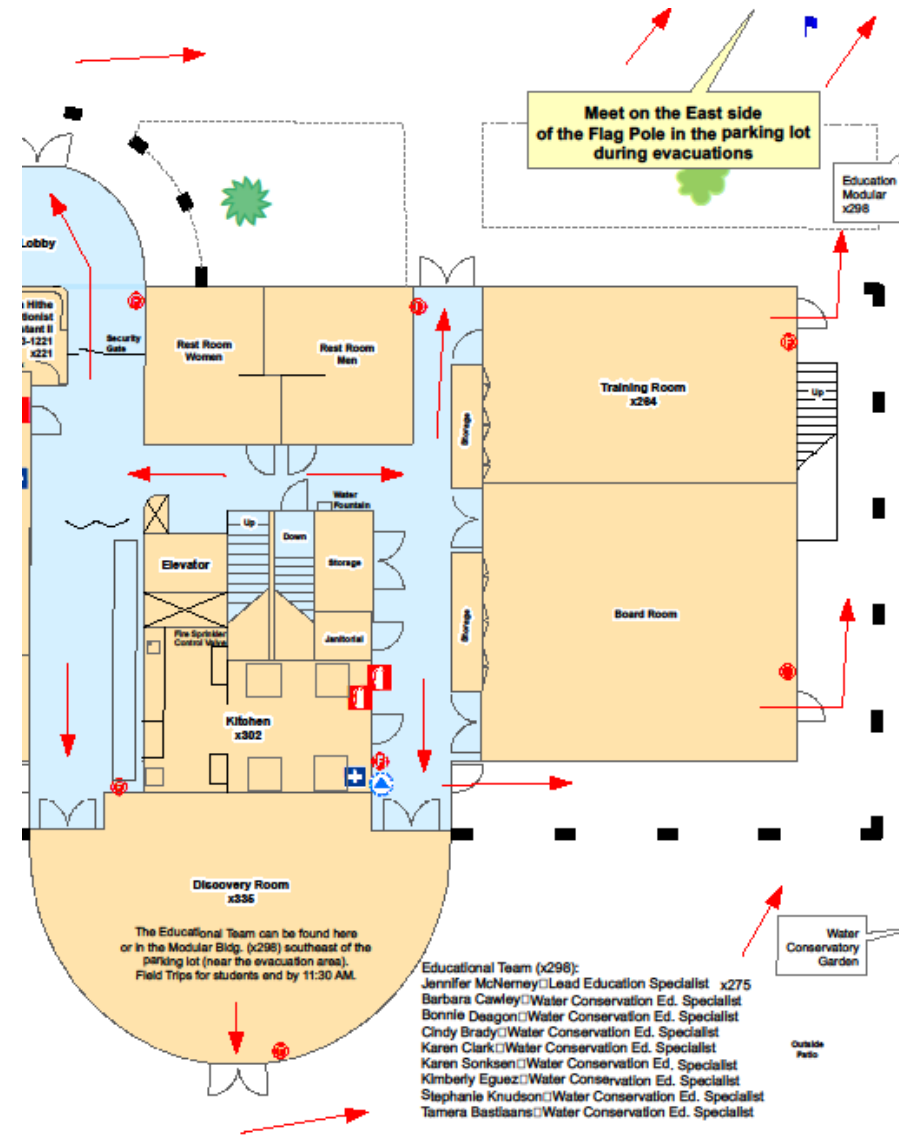 Meet on the East side
of the Flag Pole in the parking lot
during evacuations
Education
Modular
x298
Lobby
Hithe
tionist
tant II
-1221
x221
Security
Gate
Rest Room
Women
Rest Room
Men
Training Room
x264
Up
Storage
Water
Fountain
Up
Down
Storage
Elevator
Board Room
Storage
Janitorial
Fire Sprinkler
Control Valve
Kitchen
x302
F
Discovery Room
x335
The Educational Team can be found here
or in the Modular Bldg. (x298) southeast of the
parking lot (near the evacuation area).
Field Trips for students end by 11:30 AM.
Water
Conservatory
Garden
Educational Team (x298):
Jennifer McNerney□Lead Education Specialist x275
Barbara Cawley□Water Conservation Ed. Specialist
Bonnie Deagon□Water Conservation Ed. Specialist
Cindy Brady□Water Conservation Ed. Specialist
Karen Clark□Water Conservation Ed. Specialist
Karen Sonksen□Water Conservation Ed. Specialist
Kimberly Eguez□Water Conservation Ed. Specialist
Stephanie Knudson□Water Conservation Ed. Specialist
Tamera Bastiaans□Water Conservation Ed. Specialist
Outside
Patio